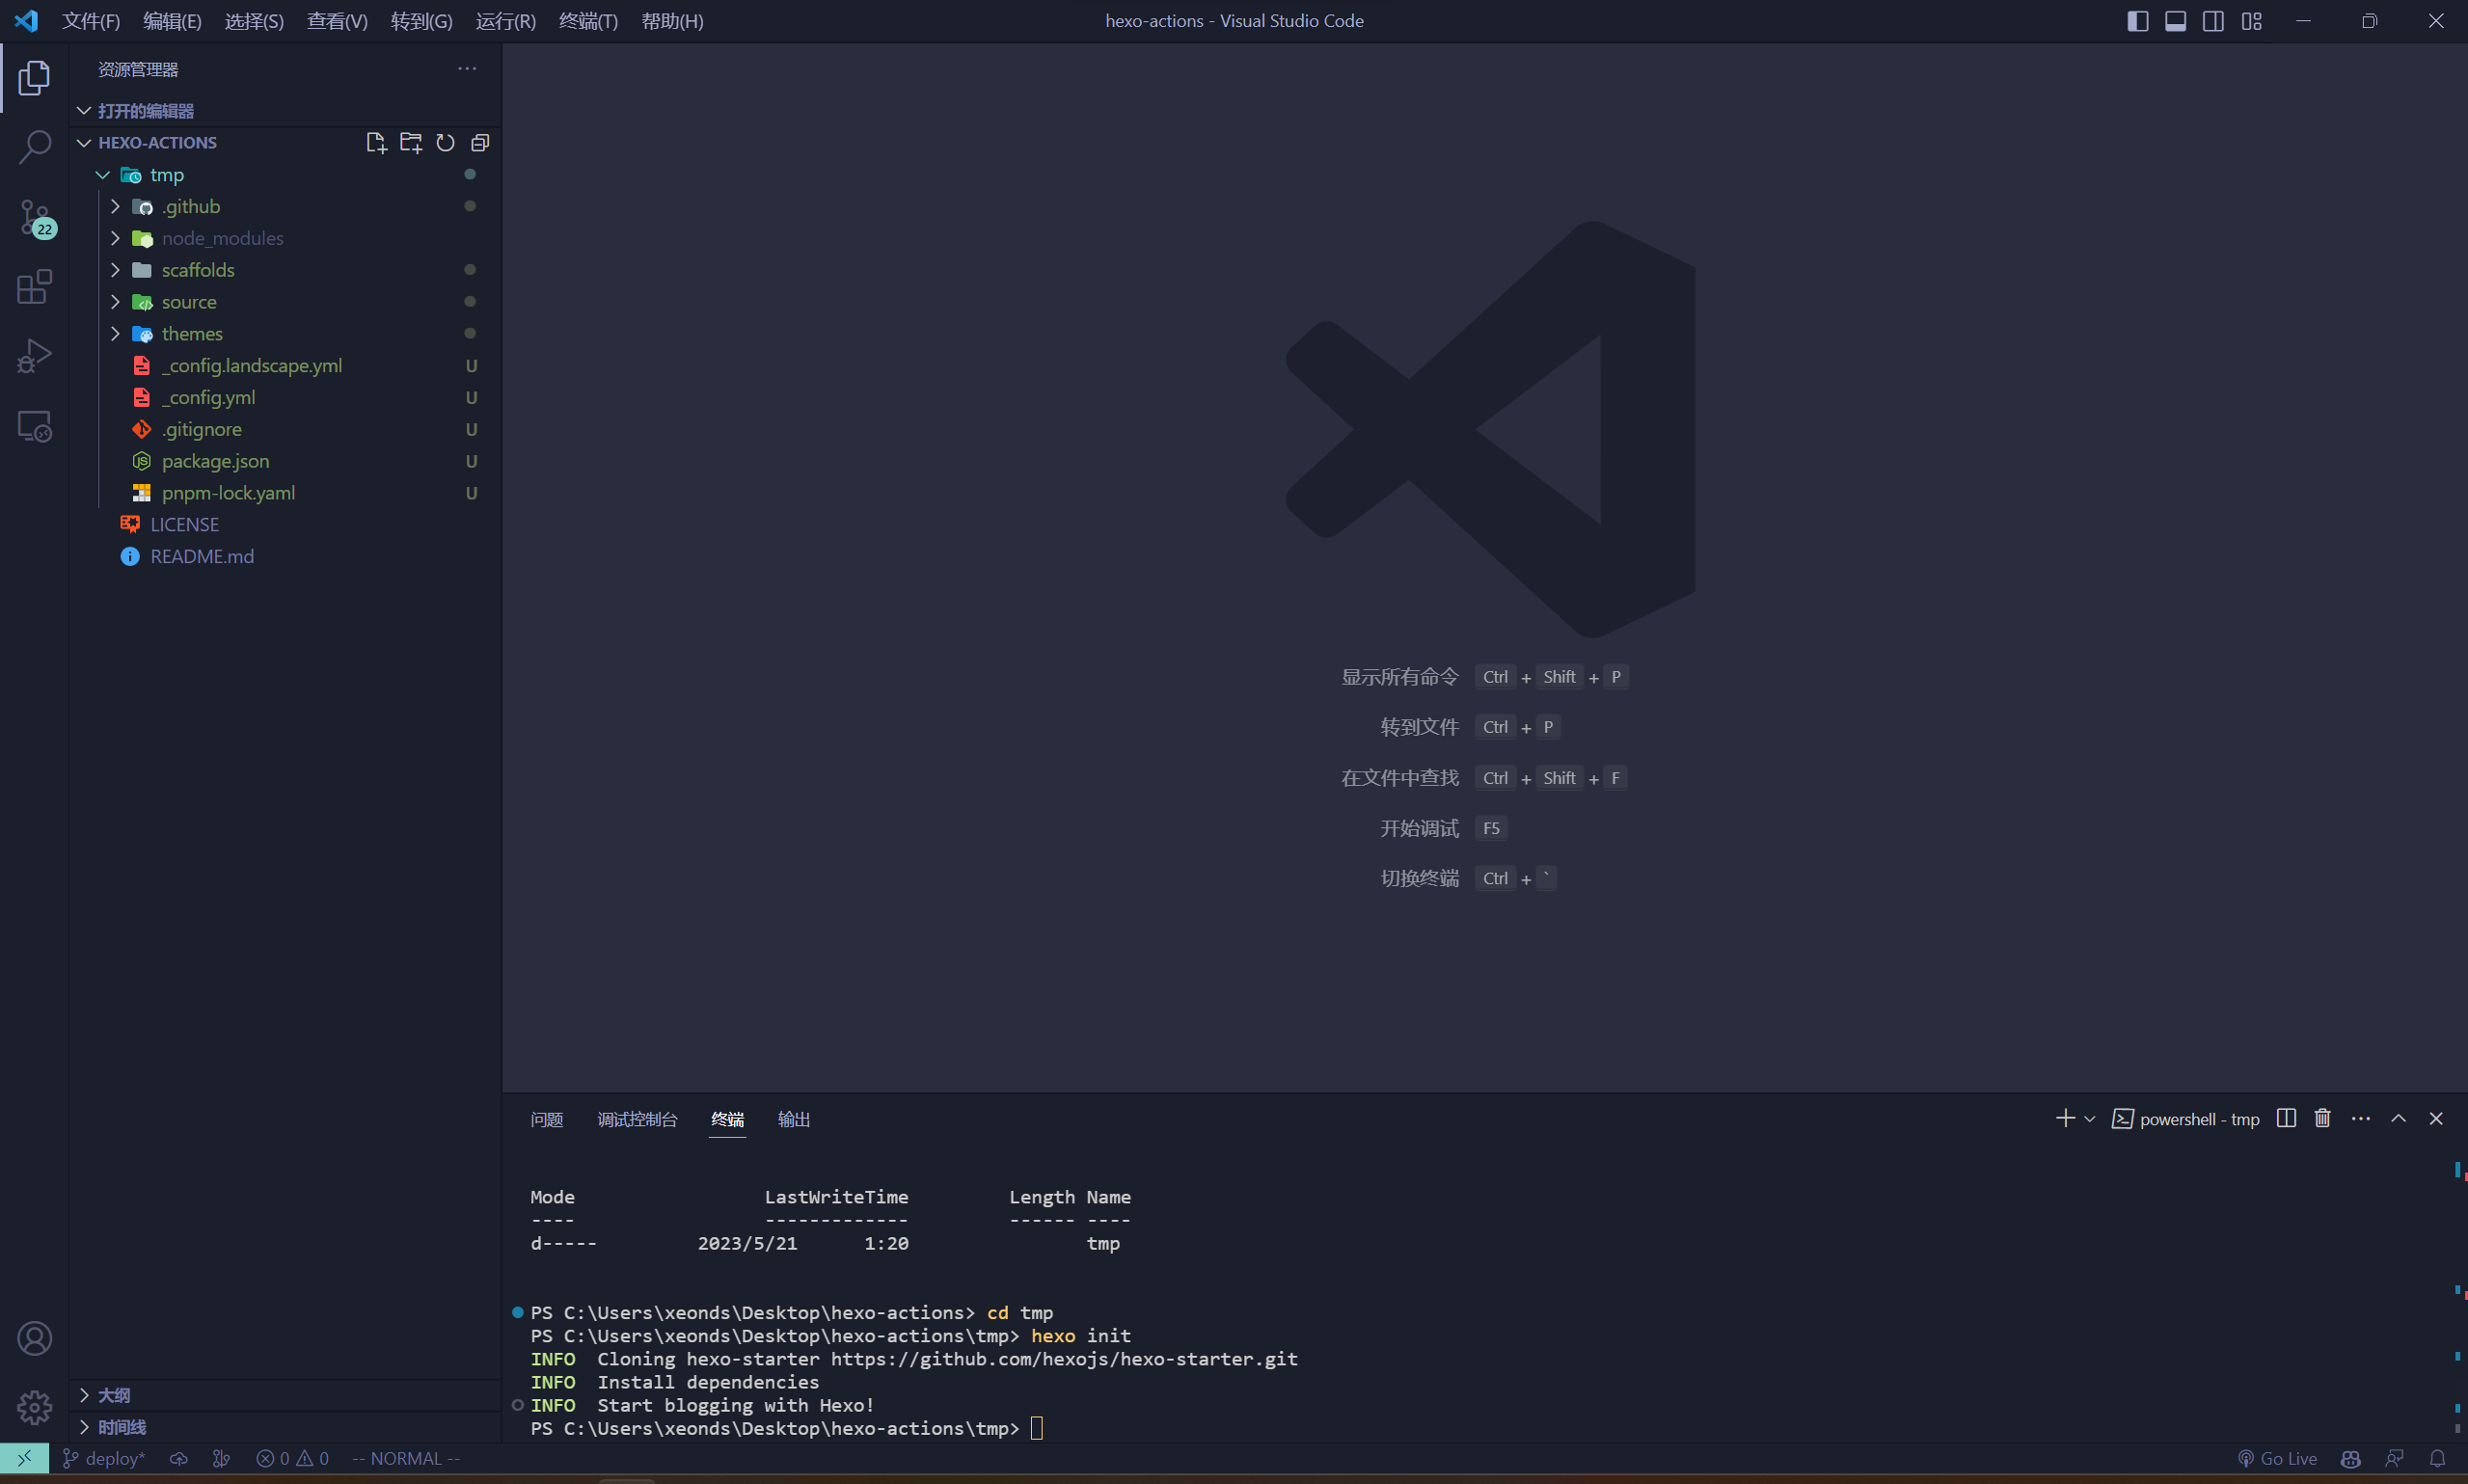 文件(F) 编辑(E) 选择(S) 查看(V) 转到(G) 运行(R) 终端(T) 帮助(H) hexo-actions - Visual Studio Code
资源管理器
打开的编辑器
HEXO-ACTIONS
tmp
.github
22
node_modules
scaffolds
source
themes
_config.landscape.yml U
_config.yml U
.gitignore U
package.json U
pnpm-lock.yaml U
LICENSE
README.md
显示所有命令 Ctrl + Shift + P
转到文件 Ctrl + P
在文件中查找 Ctrl + Shift + F
开始调试 F5
切换终端 Ctrl + `
问题 调试控制台 终端 输出 powershell - tmp
Mode LastWriteTime Length Name
---- ------------- ------ ----
d----- 2023/5/21 1:20 tmp
PS C:\Users\xeonds\Desktop\hexo-actions> cd tmp
PS C:\Users\xeonds\Desktop\hexo-actions\tmp> hexo init
INFO Cloning hexo-starter https://github.com/hexojs/hexo-starter.git
INFO Install dependencies
INFO Start blogging with Hexo!
PS C:\Users\xeonds\Desktop\hexo-actions\tmp>
大纲
时间线
deploy* 0 0 -- NORMAL -- Go Live